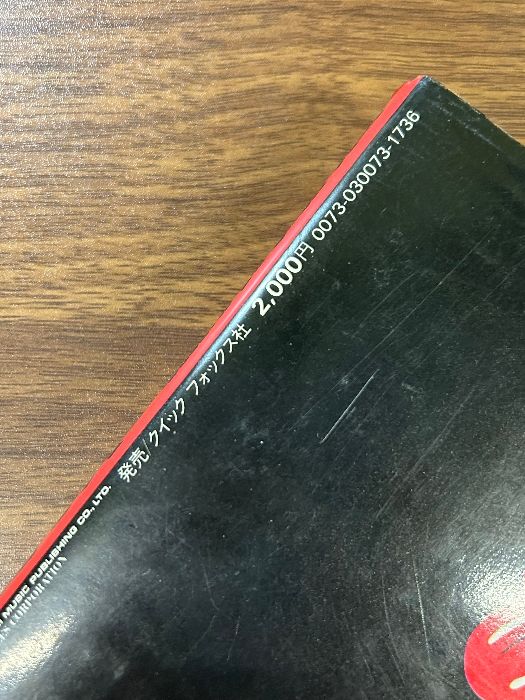 MUSIC PUBLISHING CO., LTD.
CORPORATION
発売/クイック フォックス社 2,000円 0073-030073-1736